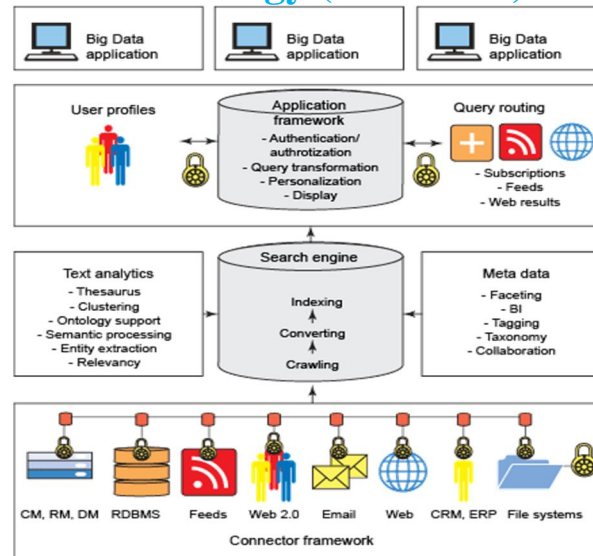 Big Data
application
Big Data
application
Big Data
application
User profiles
Application
framework
- Authentication/
authrotization
- Query transformation
- Personalization
- Display
Query routing
- Subscriptions
- Feeds
- Web results
Text analytics
- Thesaurus
- Clustering
- Ontology support
- Semantic processing
- Entity extraction
- Relevancy
Search engine
Indexing
Converting
Crawling
Meta data
- Faceting
- BI
- Tagging
- Taxonomy
- Collaboration
CM, RM, DM
RDBMS
Feeds
Web 2.0
Email
Web
CRM, ERP
File systems
Connector framework